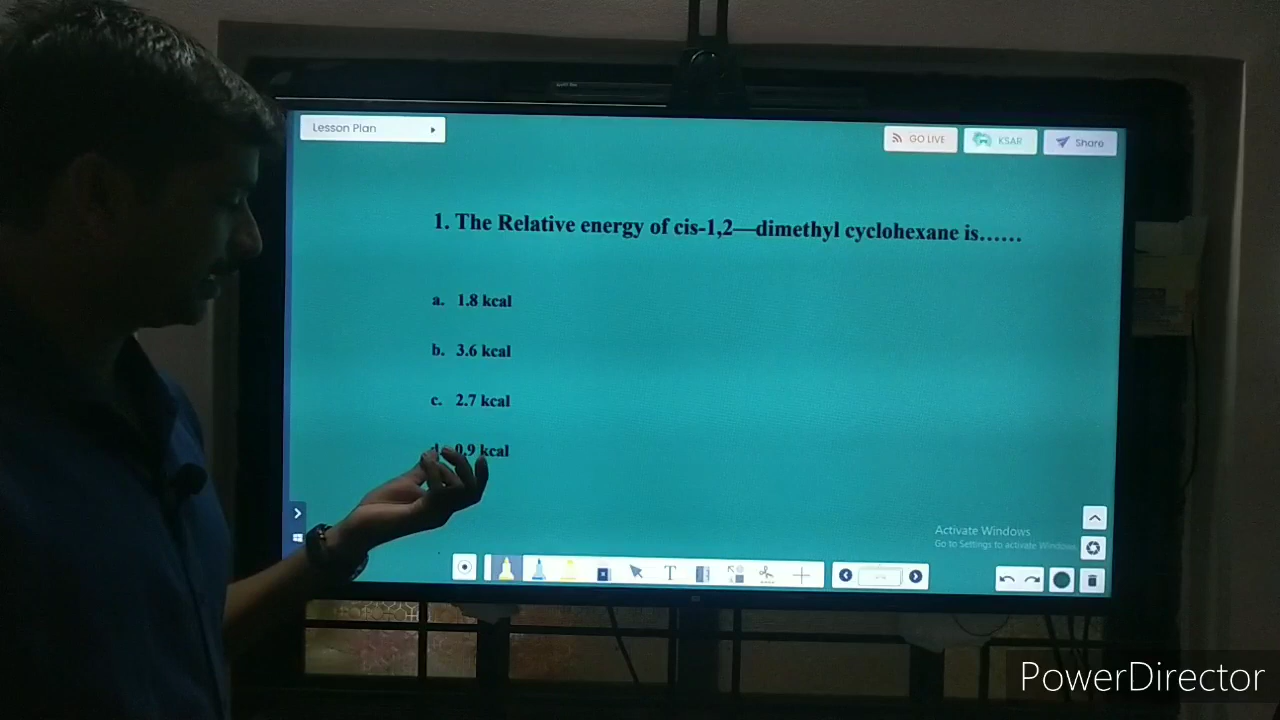 Lesson Plan
GO LIVE
KSAR
Share
1. The Relative energy of cis-1,2—dimethyl cyclohexane is......
a. 1.8 kcal
b. 3.6 kcal
c. 2.7 kcal
d. 0.9 kcal
Activate Windows
Go to Settings to activate Windows.
T
PowerDirector